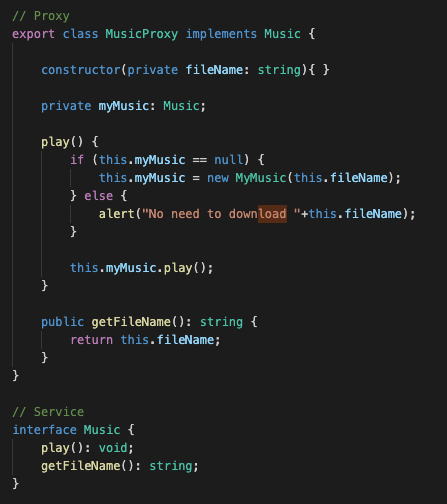 // Proxy
export class MusicProxy implements Music {
constructor(private fileName: string){ }
private myMusic: Music;
play() {
if (this.myMusic == null) {
this.myMusic = new MyMusic(this.fileName);
} else {
alert("No need to download "+this.fileName);
}
this.myMusic.play();
}
public getFileName(): string {
return this.fileName;
}
}
// Service
interface Music {
play(): void;
getFileName(): string;
}